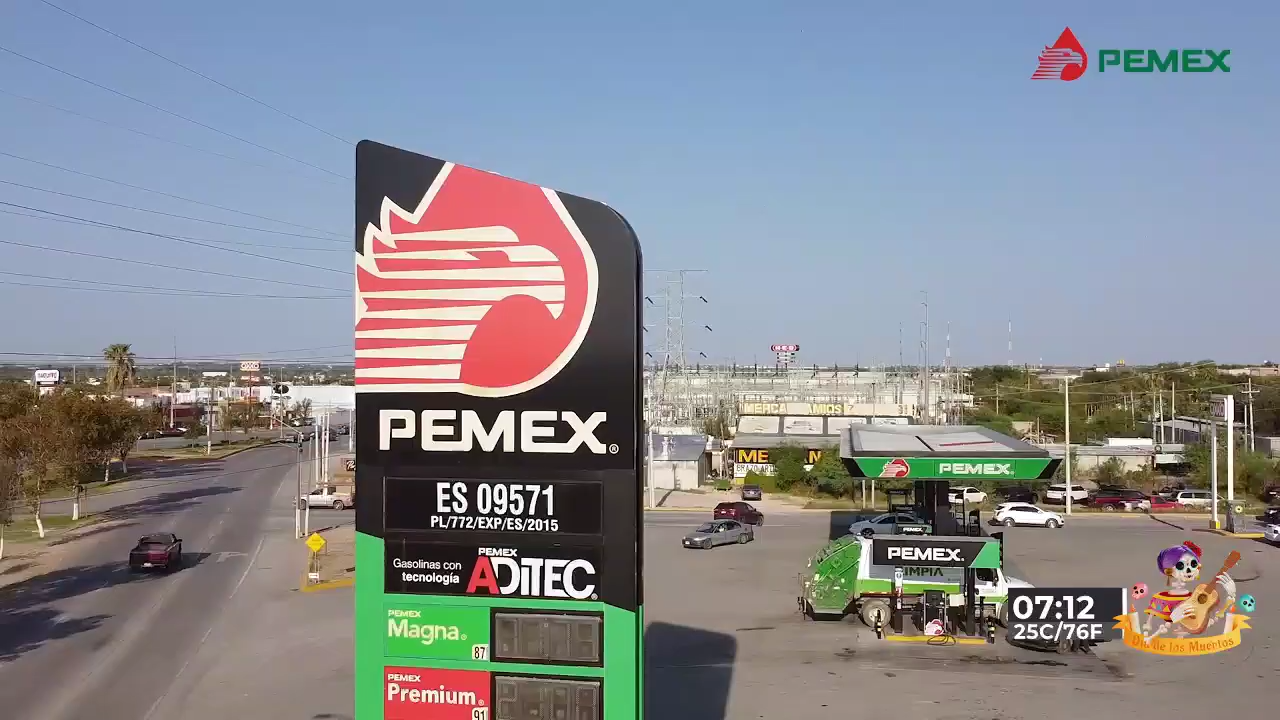 PEMEX
PEMEX®
ES 09571
PL/772/EXP/ES/2015
Gasolinas con
tecnología
PEMEX
ADITEC
PEMEX
Magna
87
PEMEX
Premium
91
PEMEX
PEMEX
07:12
25C/76F
Día de los Muertos